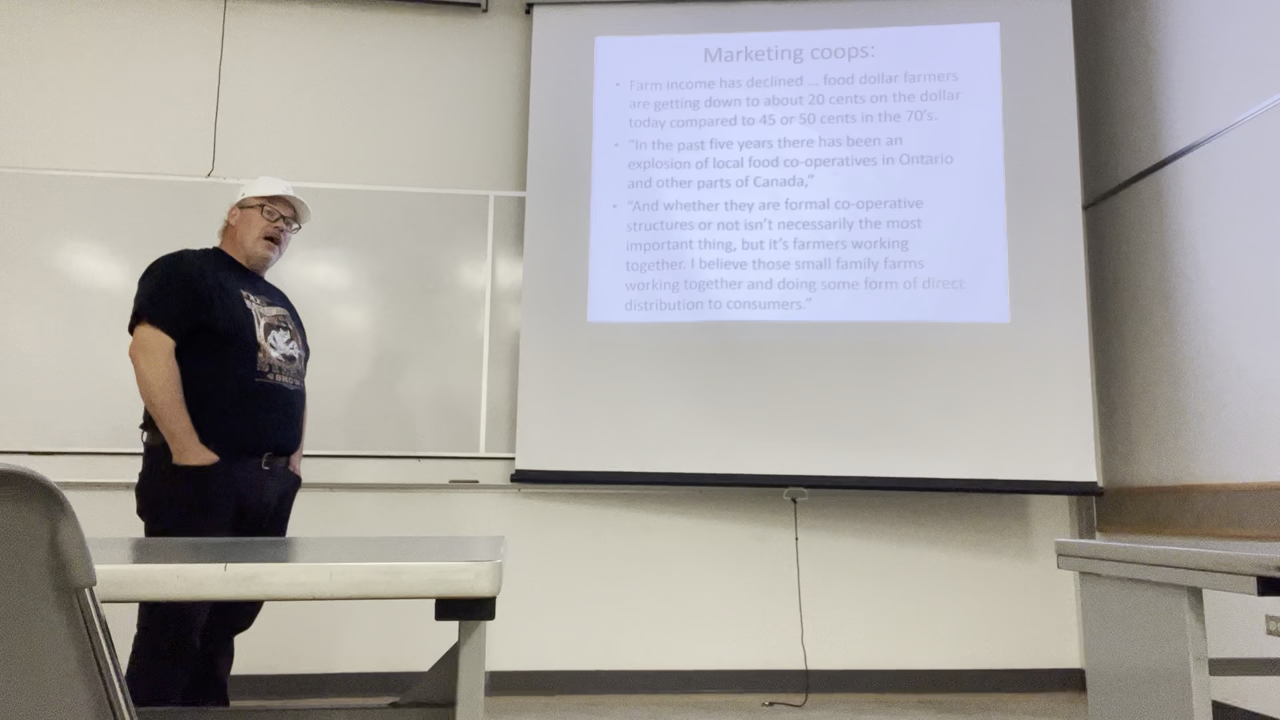 Marketing coops:
• Farm income has declined ... food dollar farmers
are getting down to about 20 cents on the dollar
today compared to 45 or 50 cents in the 70's.
• "In the past five years there has been an
explosion of local food co-operatives in Ontario
and other parts of Canada,"
• "And whether they are formal co-operative
structures or not isn't necessarily the most
important thing, but it's farmers working
together. I believe those small family farms
working together and doing some form of direct
distribution to consumers."